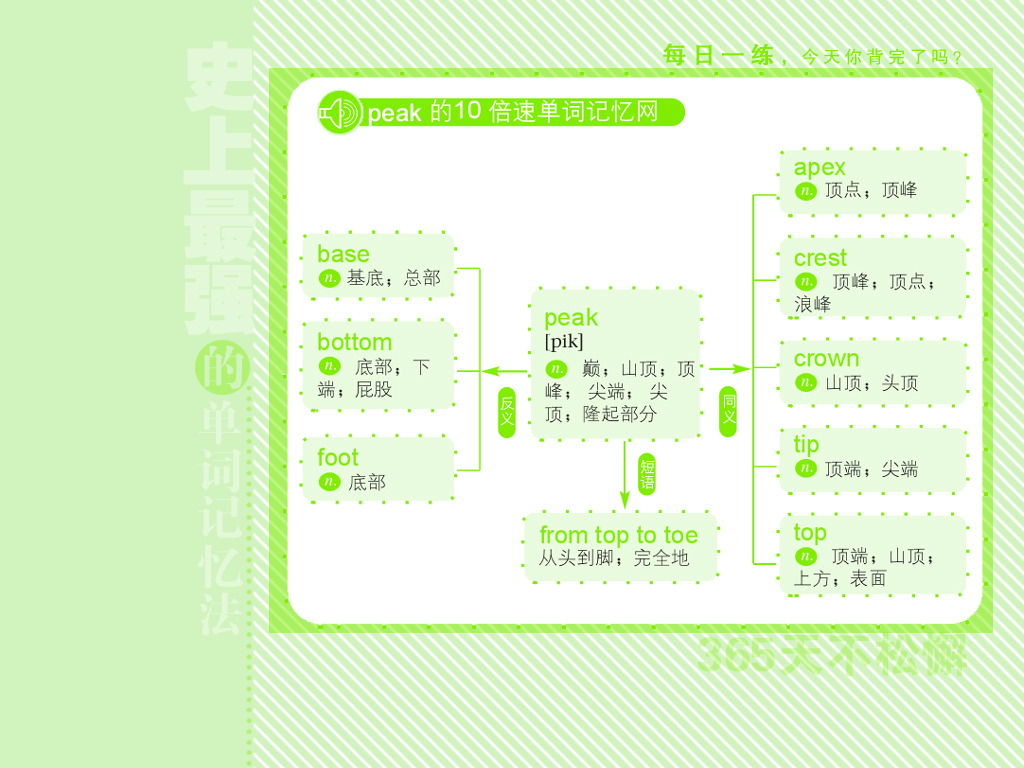 史上最强的单词记忆法
每日一练，今天你背完了吗？
peak 的10 倍速单词记忆网
base
n. 基底；总部
bottom
n. 底部；下
端；屁股
foot
n. 底部
反义
peak
[pik]
n. 巅；山顶；顶
峰； 尖端； 尖
顶；隆起部分
同义
短语
from top to toe
从头到脚；完全地
apex
n. 顶点；顶峰
crest
n. 顶峰；顶点；
浪峰
crown
n. 山顶；头顶
tip
n. 顶端；尖端
top
n. 顶端；山顶；
上方；表面
365天不松懈